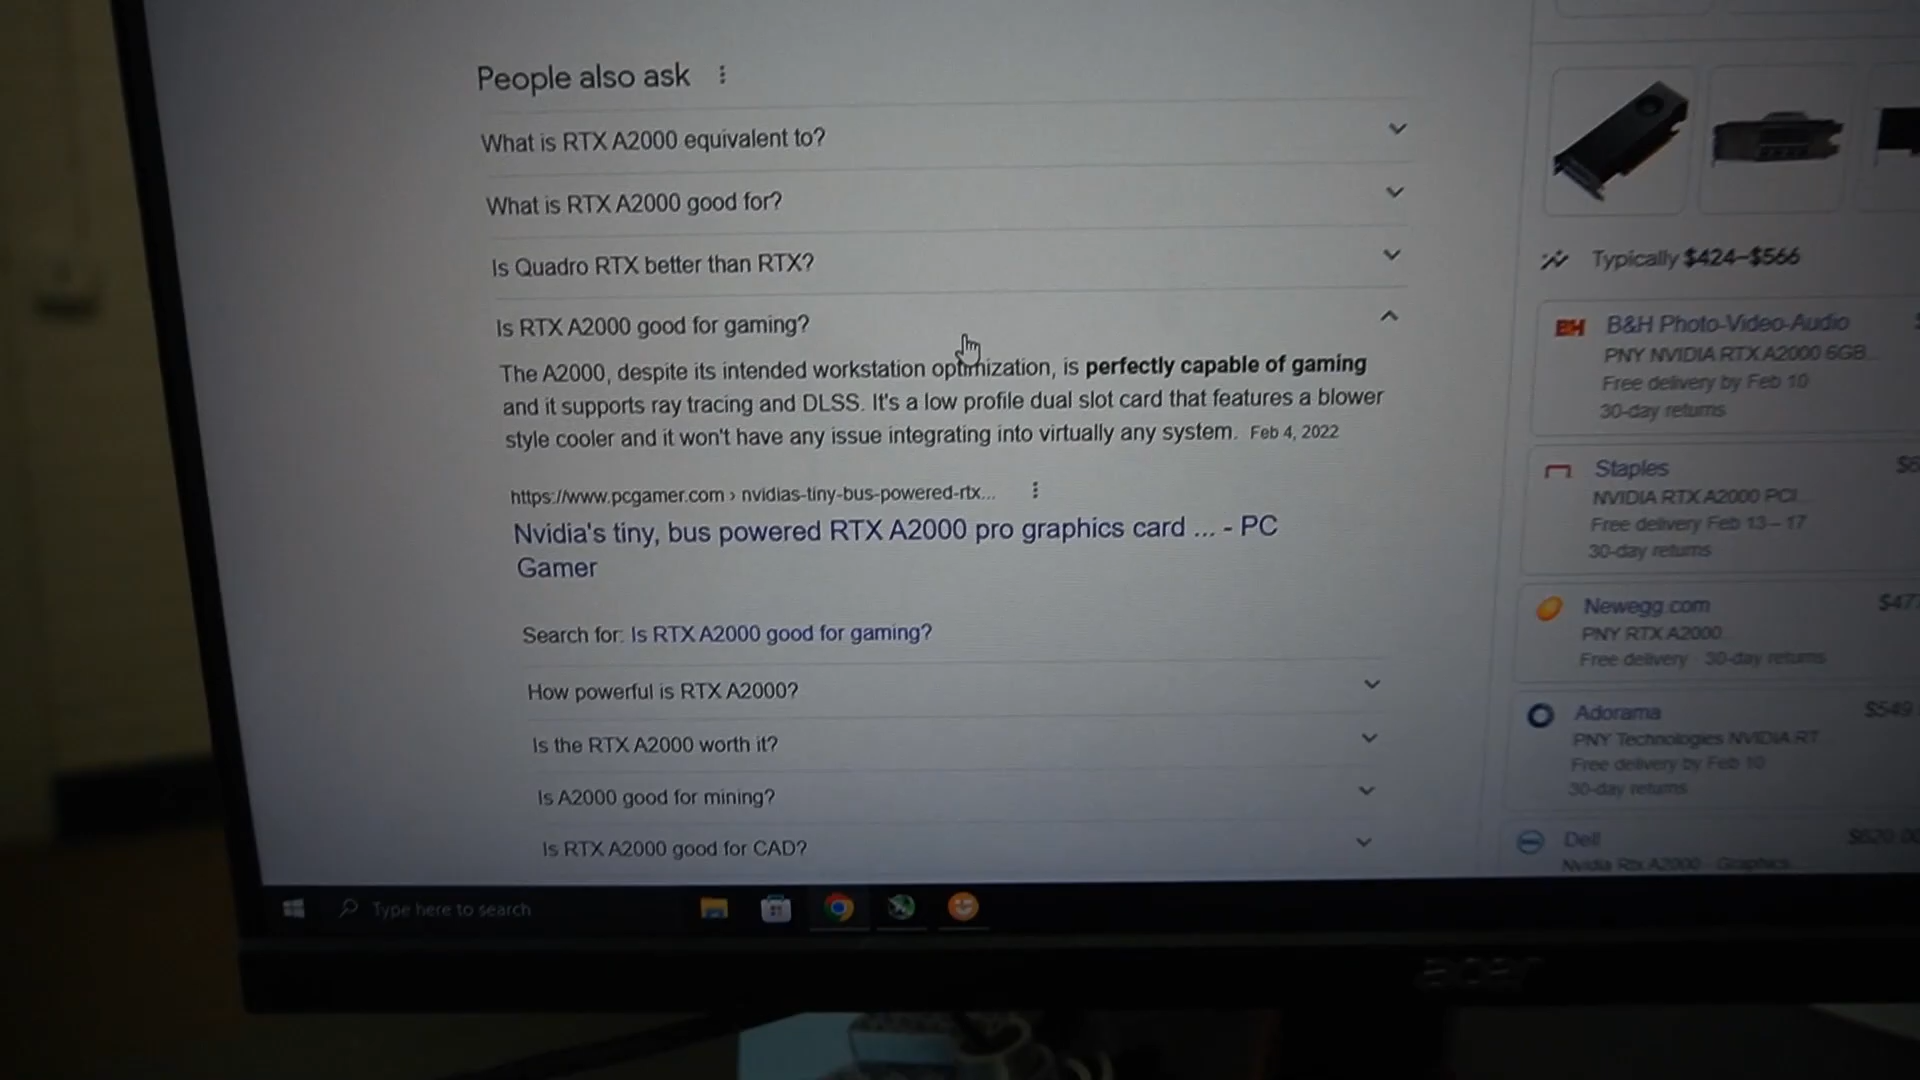 People also ask
What is RTX A2000 equivalent to?
What is RTX A2000 good for?
Is Quadro RTX better than RTX?
Is RTX A2000 good for gaming?
The A2000, despite its intended workstation optimization, is perfectly capable of gaming
and it supports ray tracing and DLSS. It's a low profile dual slot card that features a blower
style cooler and it won't have any issue integrating into virtually any system. Feb 4, 2022
https://www.pcgamer.com › nvidias-tiny-bus-powered-rtx...
Nvidia's tiny, bus powered RTX A2000 pro graphics card ... - PC
Gamer
Search for: Is RTX A2000 good for gaming?
How powerful is RTX A2000?
Is the RTX A2000 worth it?
Is A2000 good for mining?
Is RTX A2000 good for CAD?
Typically $424–$566
B&H Photo-Video-Audio
PNY NVIDIA RTX A2000 6GB...
Free delivery by Feb 10
30-day returns
Staples
NVIDIA RTX A2000 PCI...
Free delivery Feb 13–17
30-day returns
Newegg.com
PNY RTX A2000
Free delivery · 30-day returns
Adorama $549
PNY Technologies NVIDIA RT...
Free delivery by Feb 10
30-day returns
Dell
Nvidia Rtx A2000 - Graphics...
Type here to search
acer